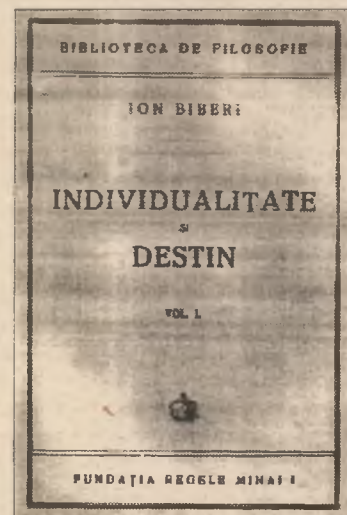 BIBLIOTECA DE FILOSOFIE
ION BIBERI
INDIVIDUALITATE
ȘI
DESTIN
VOL. I.
FUNDAȚIA REGELE MIHAI I